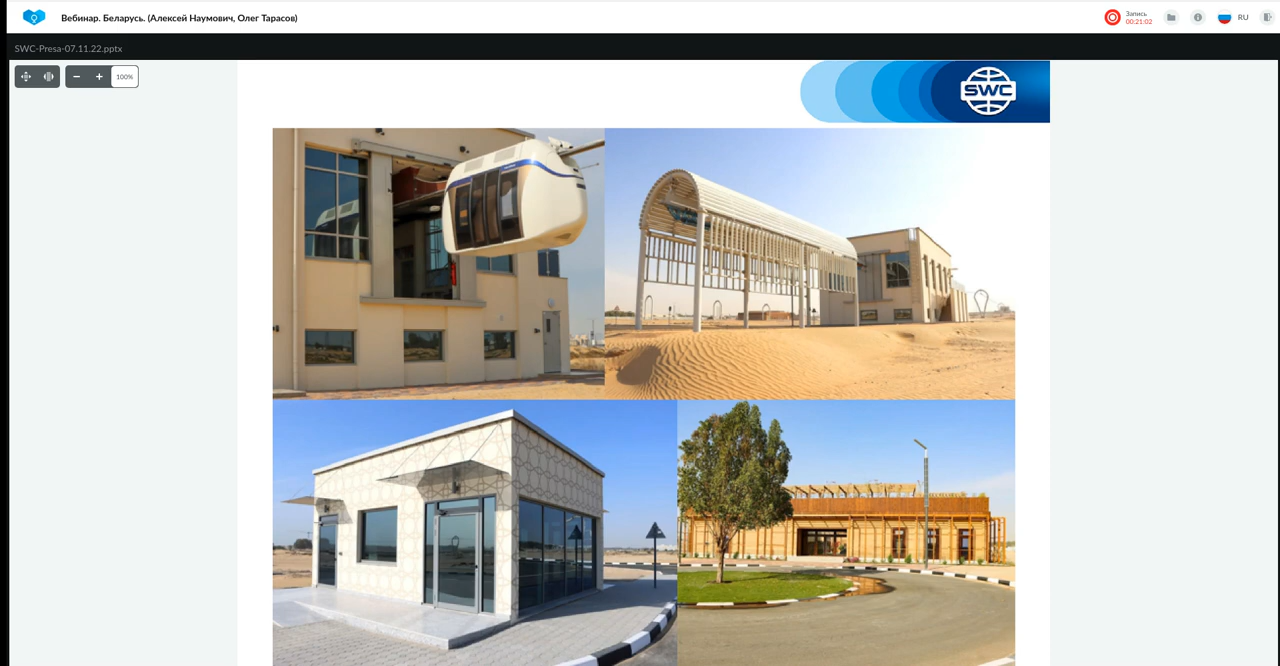 Вебинар. Беларусь. (Алексей Наумович, Олег Тарасов)
Запись
00:21:02
RU
SWC-Presa-07.11.22.pptx
100%
SWC